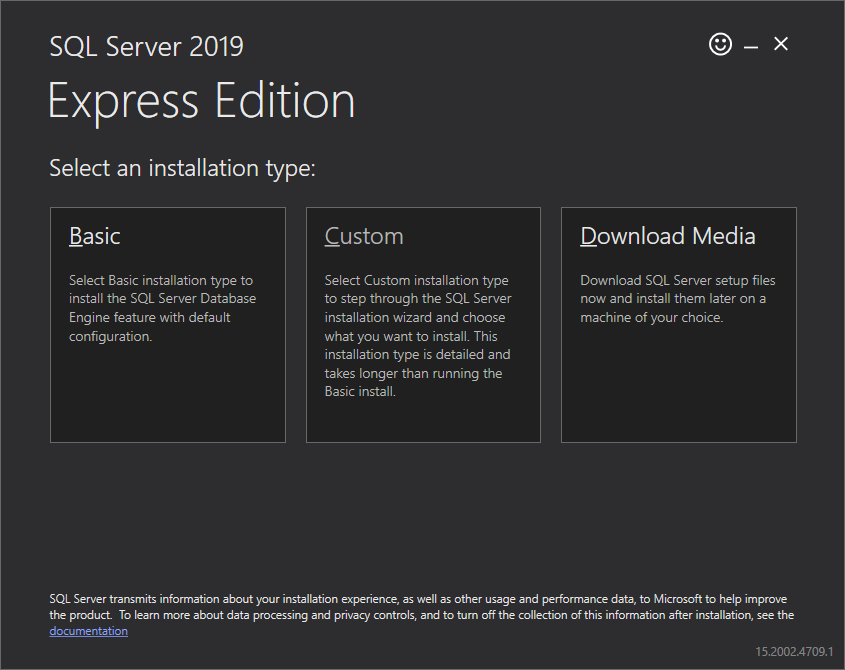 SQL Server 2019
Express Edition
Select an installation type:
Basic
Select Basic installation type to
install the SQL Server Database
Engine feature with default
configuration.
Custom
Select Custom installation type
to step through the SQL Server
installation wizard and choose
what you want to install. This
installation type is detailed and
takes longer than running the
Basic install.
Download Media
Download SQL Server setup files
now and install them later on a
machine of your choice.
SQL Server transmits information about your installation experience, as well as other usage and performance data, to Microsoft to help improve
the product.  To learn more about data processing and privacy controls, and to turn off the collection of this information after installation, see the
documentation
15.2002.4709.1